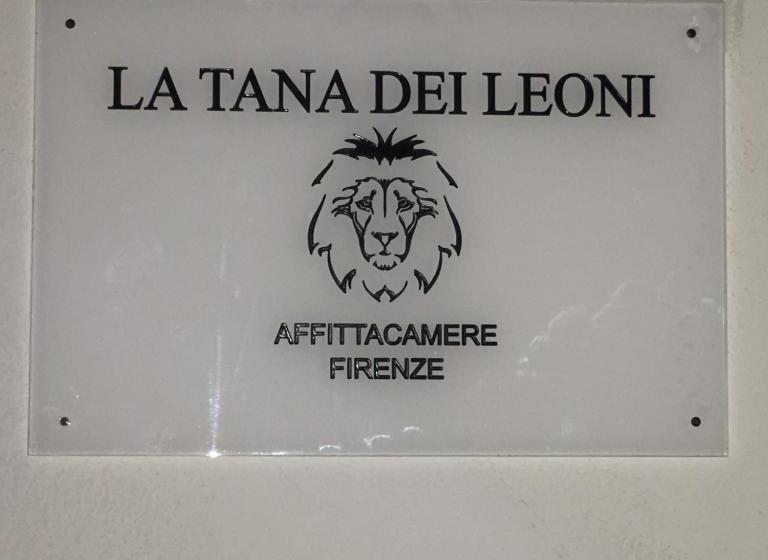 LA TANA DEI LEONI
AFFITTACAMERE
FIRENZE